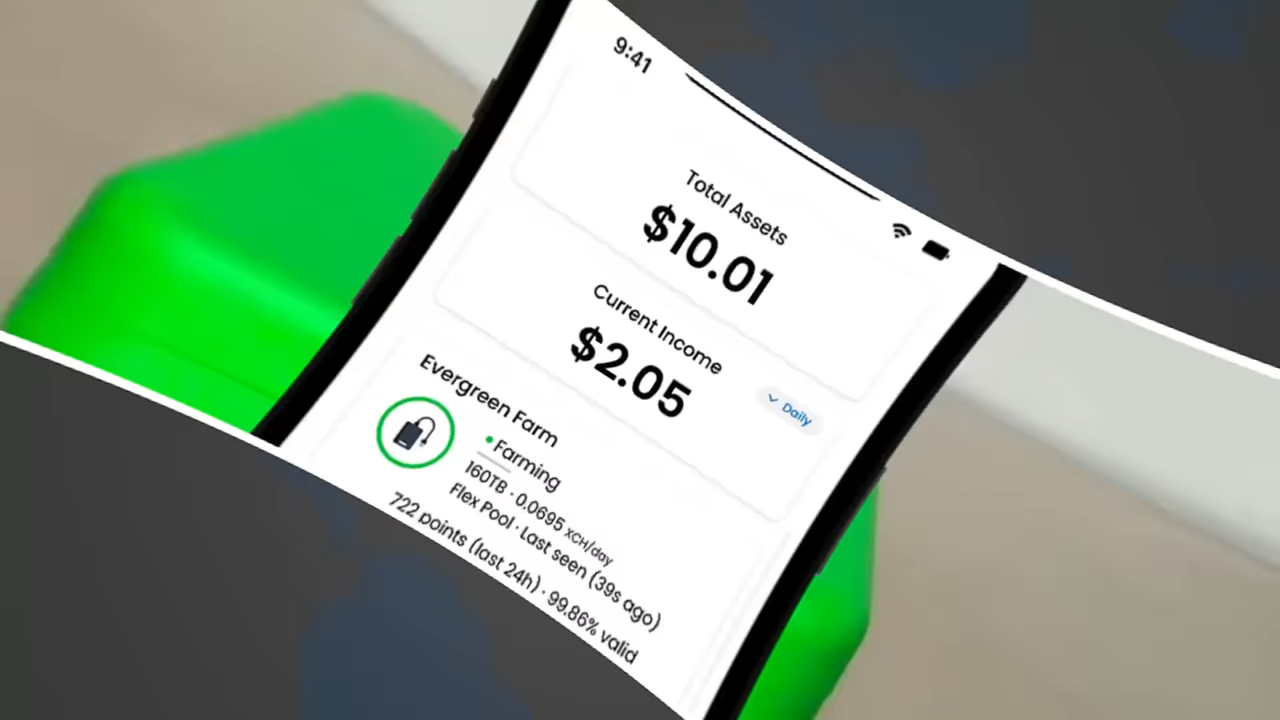 9:41
Total Assets
$10.01
Current Income
$2.05
Daily
Evergreen Farm
Farming
160TB · 0.0695 XCH/day
Flex Pool · Last seen (39s ago)
722 points (last 24h) · 99.86% valid